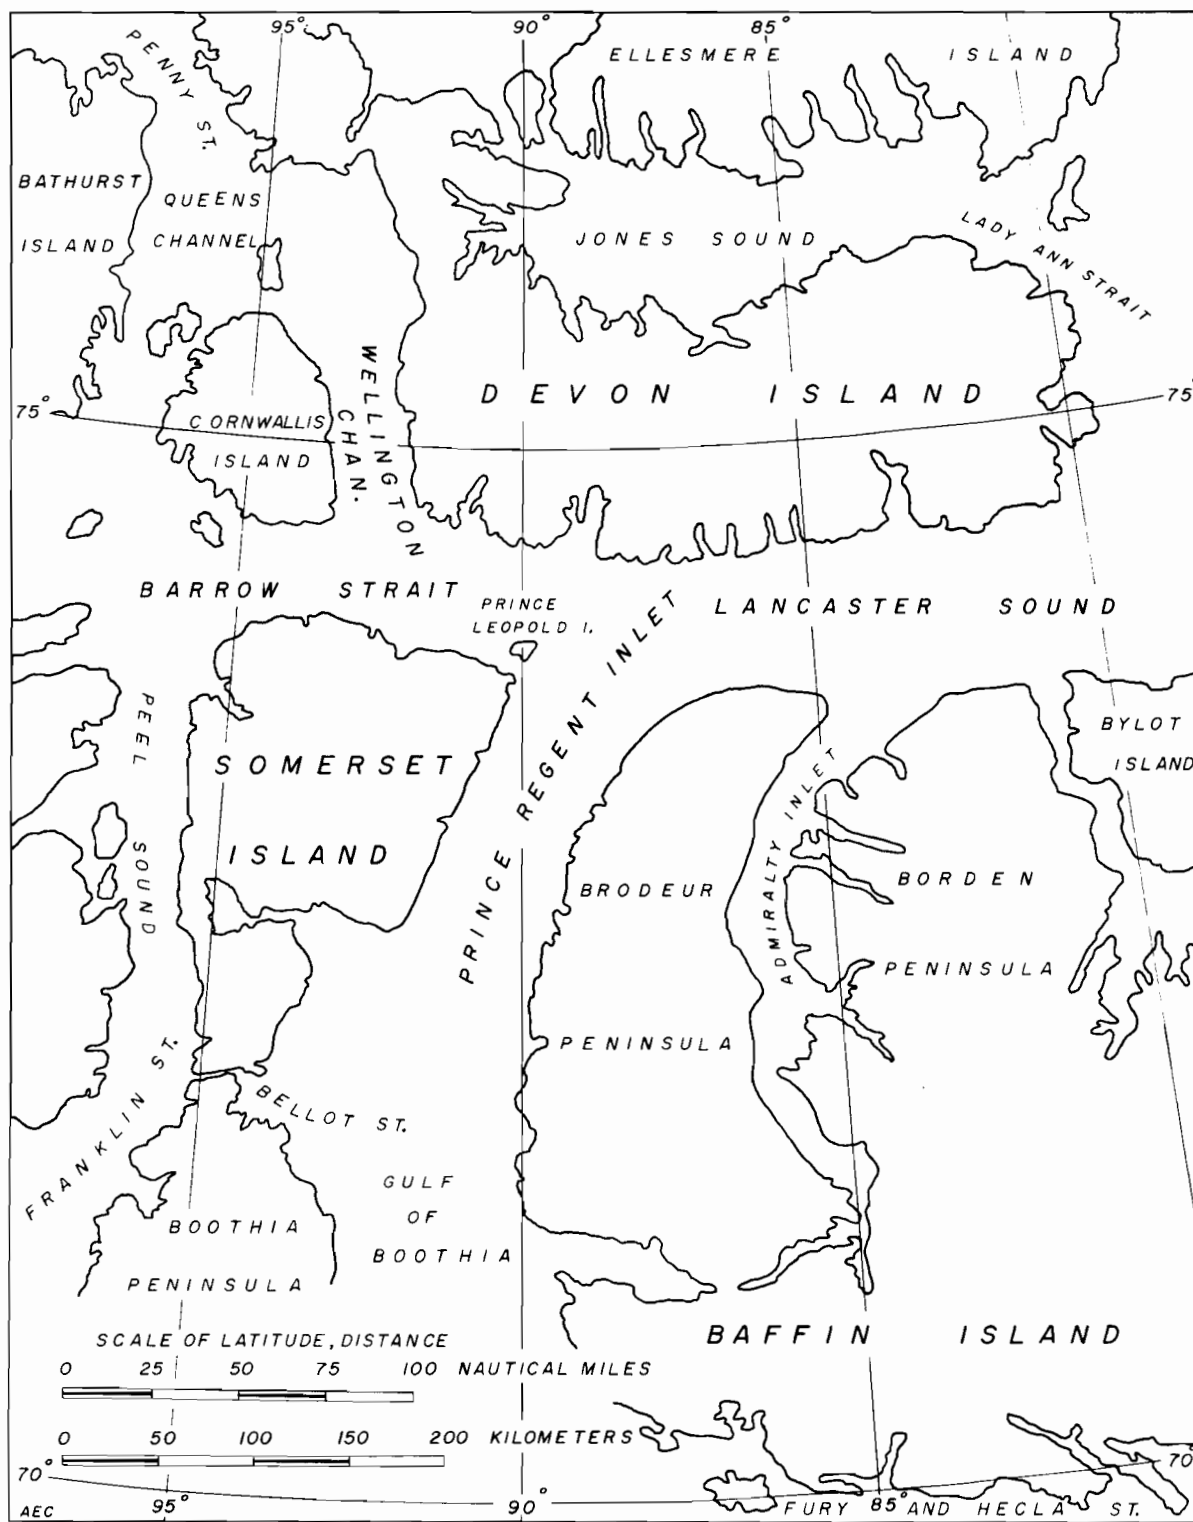 95°
90°
85°
PENNY ST.
ELLESMERE ISLAND
BATHURST
ISLAND
QUEENS
CHANNEL
JONES SOUND
LADY ANN STRAIT
WELLINGTON
CHAN.
DEVON ISLAND
75°
75°
CORNWALLIS
ISLAND
BARROW STRAIT
PRINCE
LEOPOLD I.
LANCASTER SOUND
PRINCE REGENT INLET
PEEL SOUND
SOMERSET
ISLAND
BYLOT
ISLAND
ADMIRALTY INLET
BRODEUR
PENINSULA
BORDEN
PENINSULA
FRANKLIN ST.
BELLOT ST.
GULF
OF
BOOTHIA
BOOTHIA
PENINSULA
BAFFIN ISLAND
SCALE OF LATITUDE, DISTANCE
0 25 50 75 100 NAUTICAL MILES
0 50 100 150 200 KILOMETERS
70°
70
95°
90°
85°
FURY AND HECLA ST.
AEC